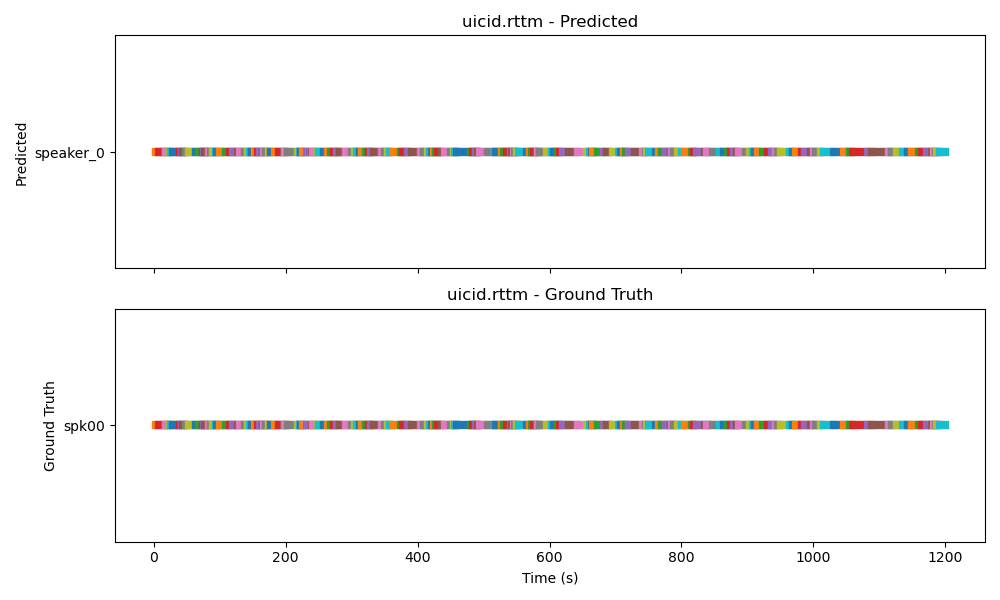 uicid.rttm - Predicted
Predicted
speaker_0
uicid.rttm - Ground Truth
Ground Truth
spk00
0 200 400 600 800 1000 1200
Time (s)